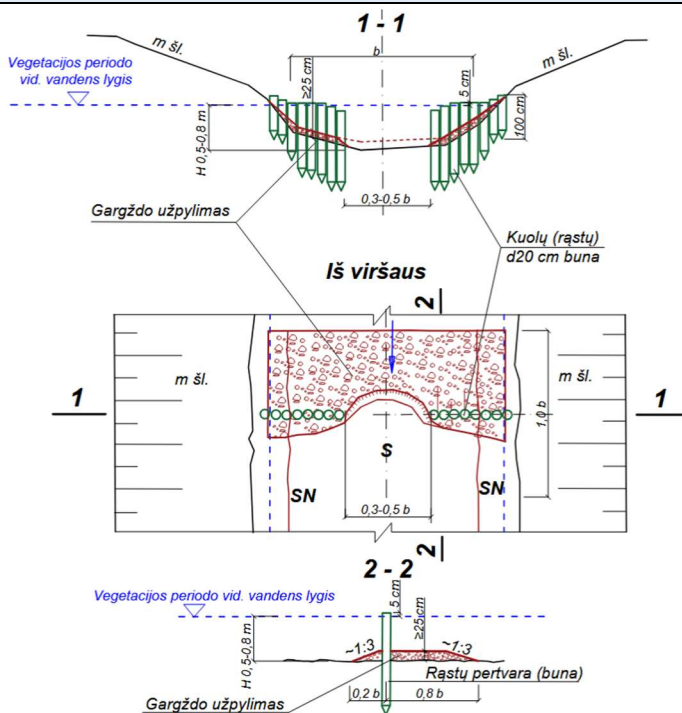 1 - 1
m šl.
b
m šl.
Vegetacijos periodo
vid. vandens lygis
≥25 cm
5 cm
100 cm
H 0,5-0,8 m
0,3-0,5 b
Gargždo užpylimas
Kuolų (rąstų)
d20 cm buna
Iš viršaus
2
m šl.
m šl.
1
1
1,0 b
S
SN
SN
0,3-0,5 b
2
2 - 2
Vegetacijos periodo vid. vandens lygis
5 cm
≥25 cm
H 0,5-0,8 m
~1:3
~1:3
Rąstų pertvara (buna)
0,2 b
0,8 b
Gargždo užpylimas